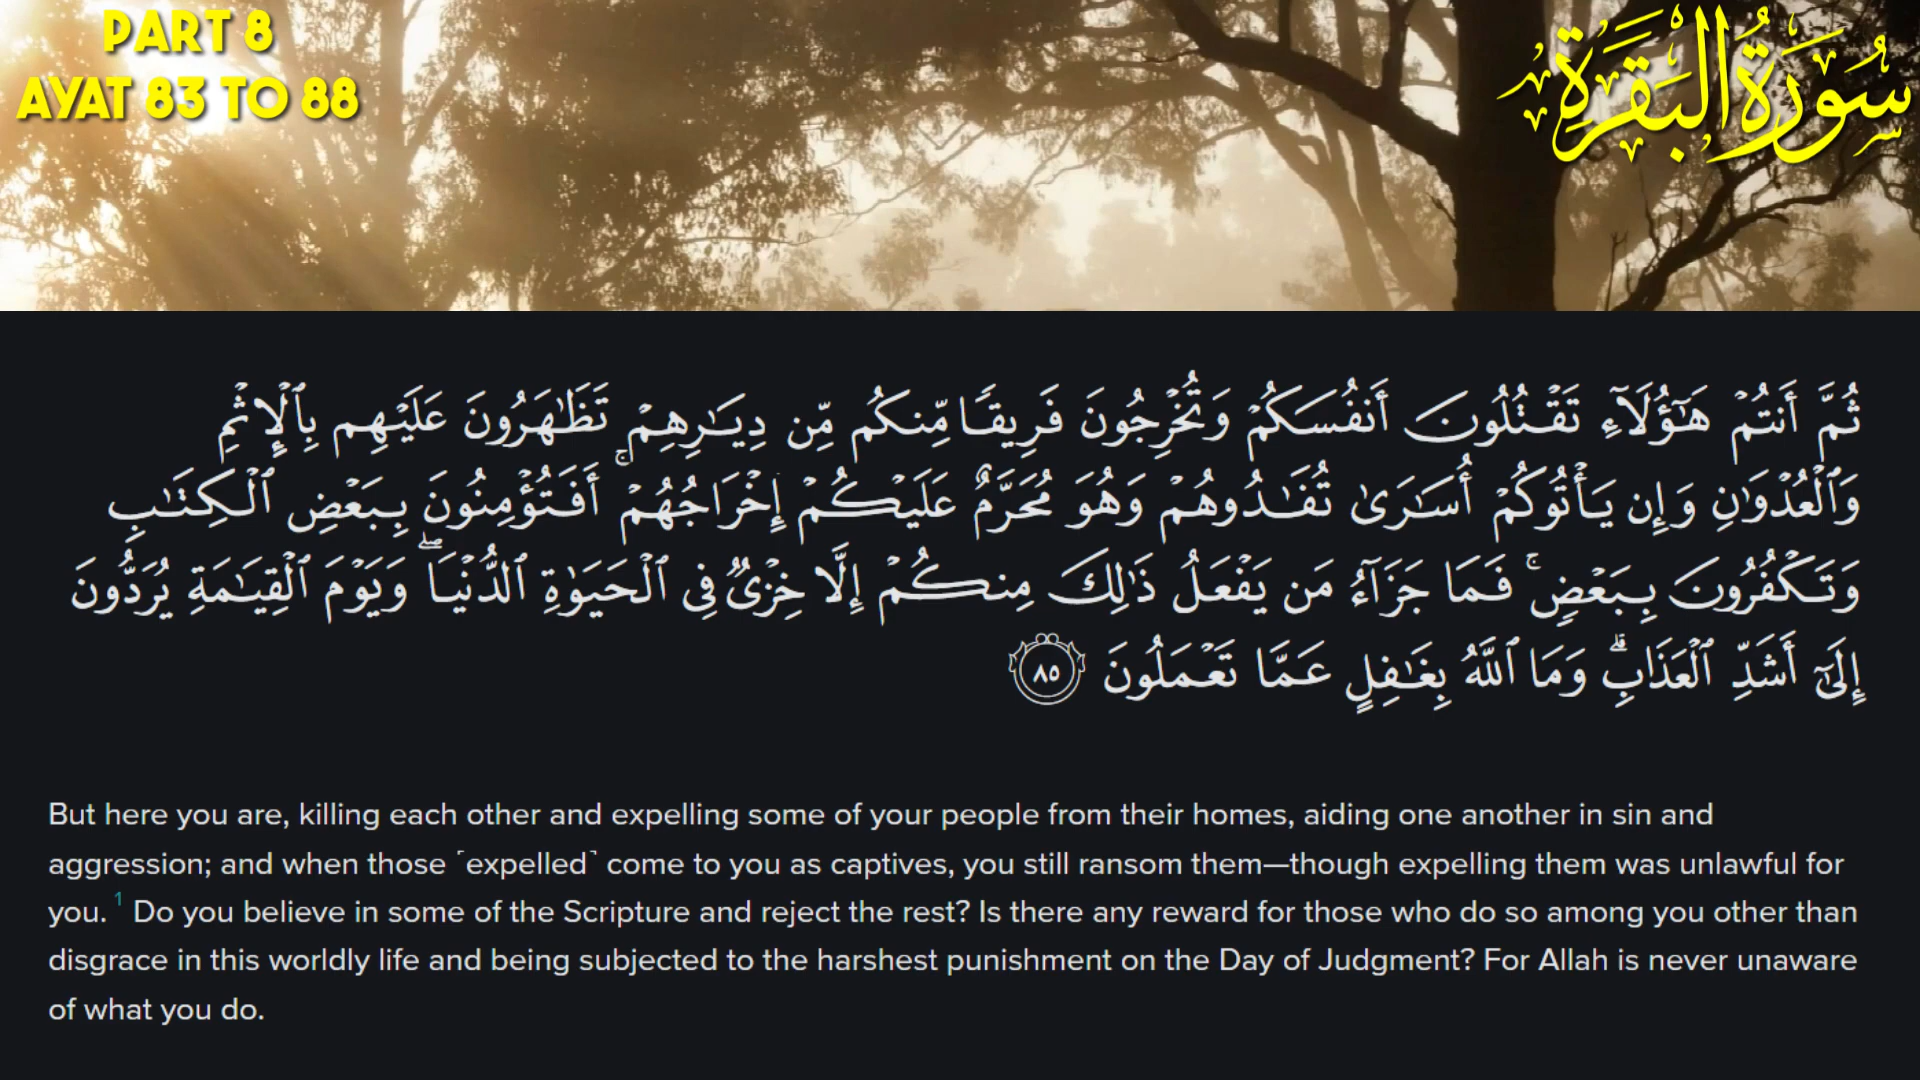 PART 8
AYAT 83 TO 88
سُورَةُ البَقَرَةِ
ثُمَّ أَنتُمْ هَـٰٓؤُلَآءِ تَقْتُلُونَ أَنفُسَكُمْ وَتُخْرِجُونَ فَرِيقًا مِّنكُم مِّن دِيَـٰرِهِمْ تَظَـٰهَرُونَ عَلَيْهِم بِٱلْإِثْمِ
وَٱلْعُدْوَٰنِ وَإِن يَأْتُوكُمْ أُسَـٰرَىٰ تُفَـٰدُوهُمْ وَهُوَ مُحَرَّمٌ عَلَيْكُمْ إِخْرَاجُهُمْ ۚ أَفَتُؤْمِنُونَ بِبَعْضِ ٱلْكِتَـٰبِ
وَتَكْفُرُونَ بِبَعْضٍ ۚ فَمَا جَزَآءُ مَن يَفْعَلُ ذَٰلِكَ مِنكُمْ إِلَّا خِزْىٌ فِى ٱلْحَيَوٰةِ ٱلدُّنْيَا ۖ وَيَوْمَ ٱلْقِيَـٰمَةِ يُرَدُّونَ
إِلَىٰٓ أَشَدِّ ٱلْعَذَابِ ۗ وَمَا ٱللَّهُ بِغَـٰفِلٍ عَمَّا تَعْمَلُونَ ٨٥
But here you are, killing each other and expelling some of your people from their homes, aiding one another in sin and
aggression; and when those ˹expelled˺ come to you as captives, you still ransom them—though expelling them was unlawful for
you. 1 Do you believe in some of the Scripture and reject the rest? Is there any reward for those who do so among you other than
disgrace in this worldly life and being subjected to the harshest punishment on the Day of Judgment? For Allah is never unaware
of what you do.